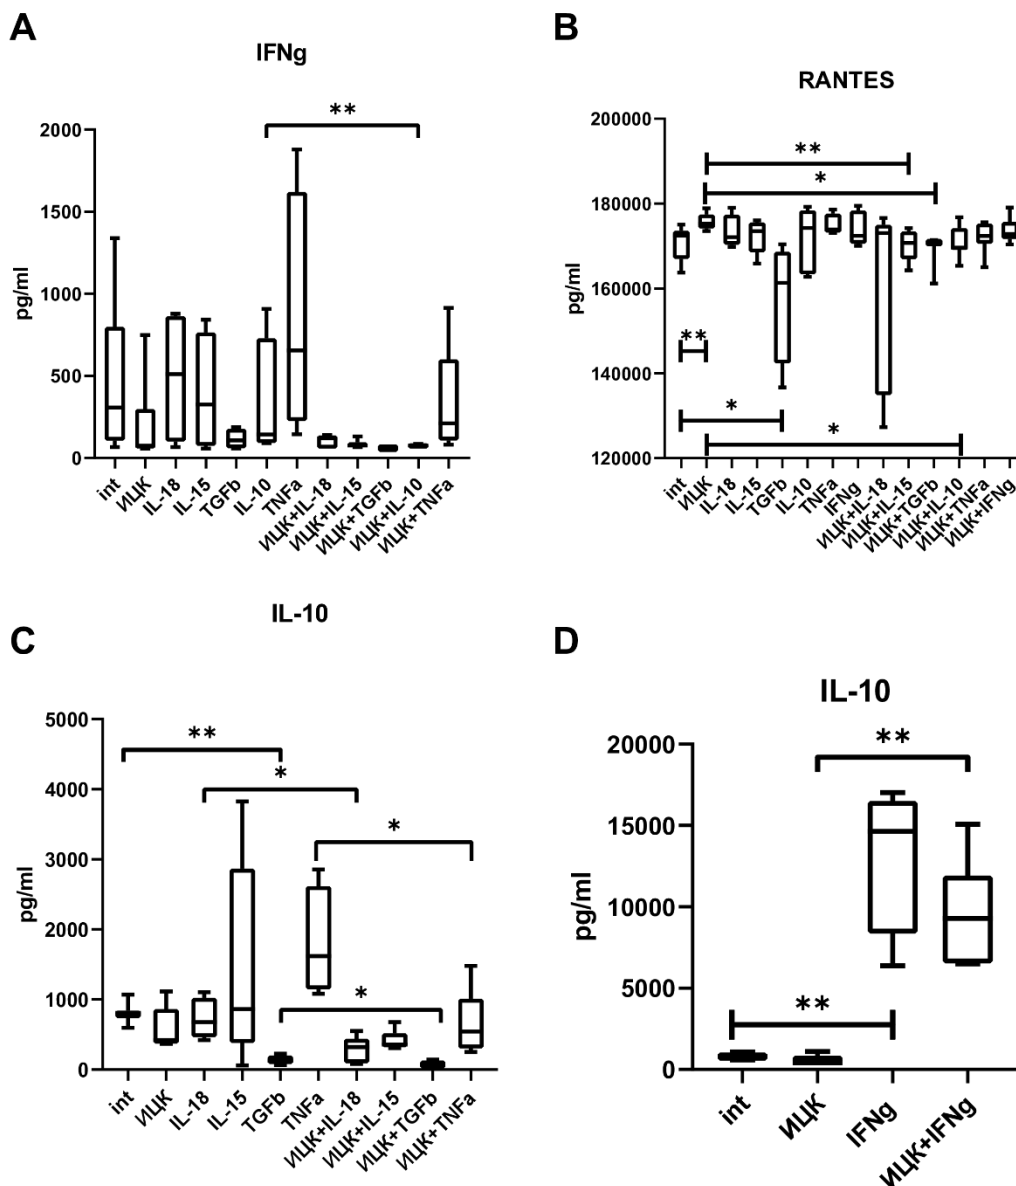 A
IFNg
**
2000
1500
1000
500
0
pg/ml
int
ИЦК
IL-18
IL-15
TGFb
IL-10
TNFa
ИЦК+IL-18
ИЦК+IL-15
ИЦК+TGFb
ИЦК+IL-10
ИЦК+TNFa
B
RANTES
200000
180000
160000
140000
120000
pg/ml
**
*
**
*
*
int
ИЦК
IL-18
IL-15
TGFb
IL-10
TNFa
IFNg
ИЦК+IL-18
ИЦК+IL-15
ИЦК+TGFb
ИЦК+IL-10
ИЦК+TNFa
ИЦК+IFNg
C
IL-10
5000
4000
3000
2000
1000
0
pg/ml
**
*
*
*
int
ИЦК
IL-18
IL-15
TGFb
TNFa
ИЦК+IL-18
ИЦК+IL-15
ИЦК+TGFb
ИЦК+TNFa
D
IL-10
20000
15000
10000
5000
0
pg/ml
**
**
int
ИЦК
IFNg
ИЦК+IFNg